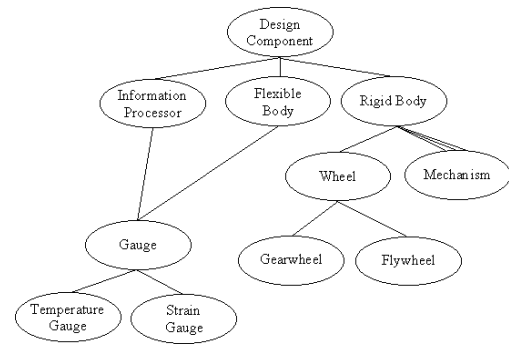 Design
Component
Information
Processor
Flexible
Body
Rigid Body
Wheel
Mechanism
Gauge
Gearwheel
Flywheel
Temperature
Gauge
Strain
Gauge